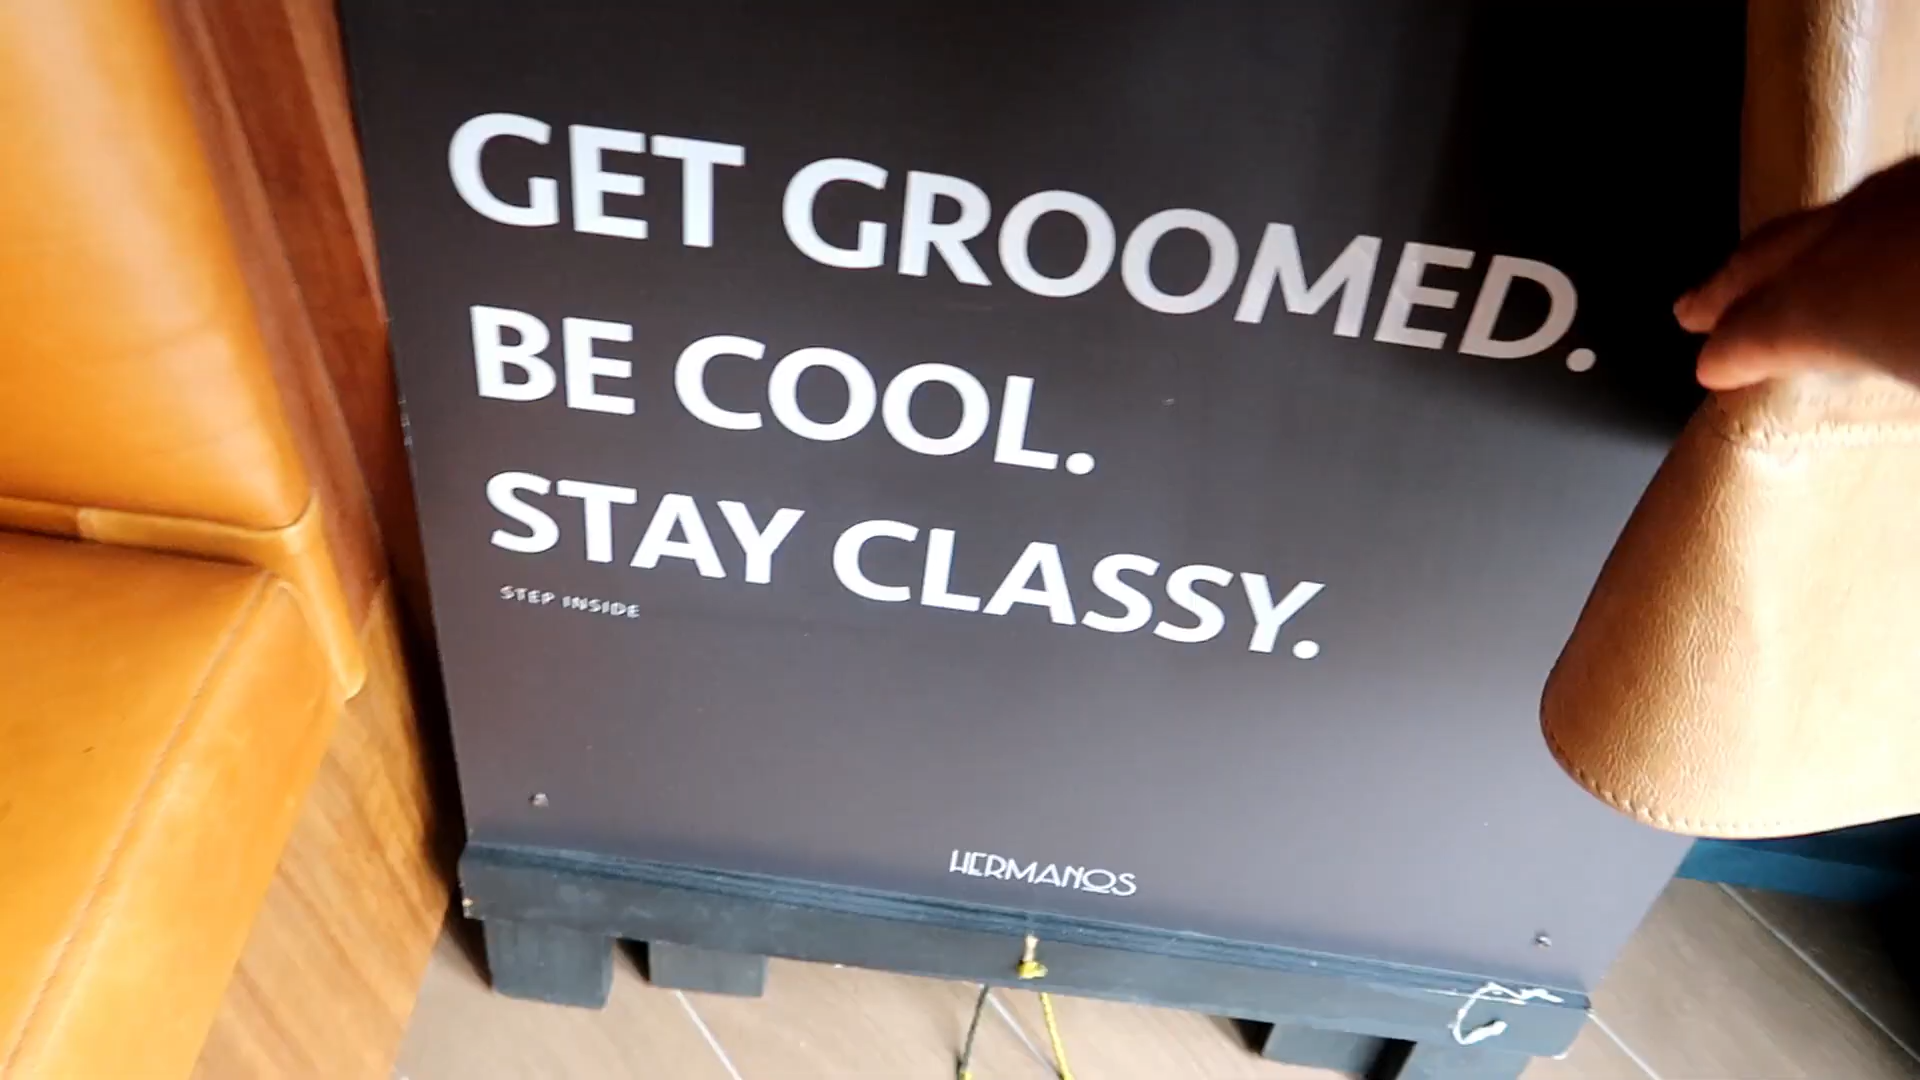 GET GROOMED.
BE COOL.
STAY CLASSY.
STEP INSIDE
HERMANOS